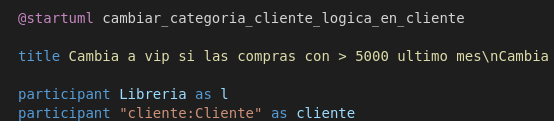 @startuml cambiar_categoria_cliente_logica_en_cliente
title Cambia a vip si las compras con > 5000 ultimo mes\nCambia
participant Libreria as l
participant "cliente:Cliente" as cliente